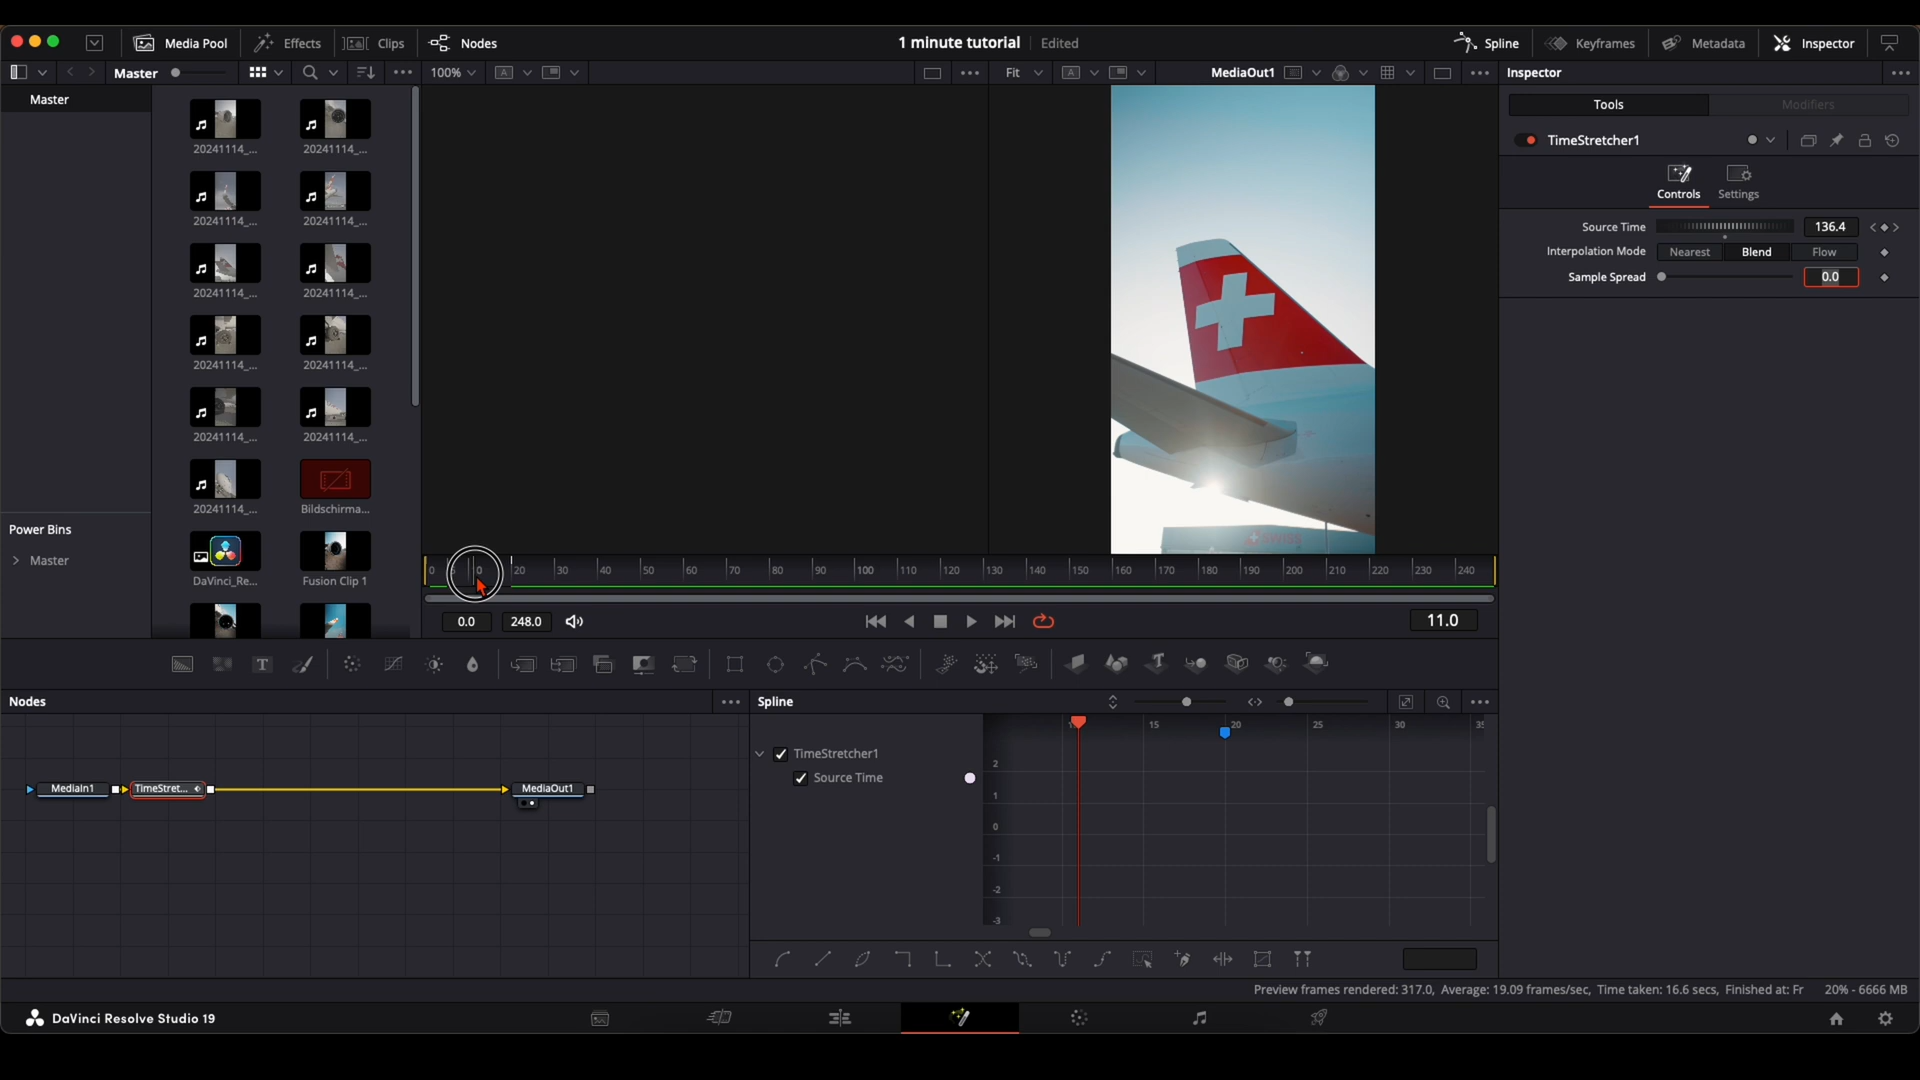 Media Pool
Effects
Clips
Nodes
1 minute tutorial
Edited
Spline
Keyframes
Metadata
Inspector
Master
100%
Fit
MediaOut1
Inspector
Master
Tools
Modifiers
20241114_...
20241114_...
TimeStretcher1
Controls
Settings
20241114_...
20241114_...
Source Time
136.4
Interpolation Mode
Nearest
Blend
Flow
Sample Spread
0.0
20241114_...
20241114_...
20241114_...
20241114_...
20241114_...
20241114_...
20241114_...
Bildschirma...
Power Bins
Master
SWISS
DaVinci_Re...
Fusion Clip 1
0 5 20 30 40 50 60 70 80 90 100 110 120 130 140 150 160 170 180 190 200 210 220 230 240
0.0
248.0
11.0
Nodes
Spline
15 20 25 30
TimeStretcher1
Source Time
2
1
0
-1
-2
-3
MediaIn1
TimeStret...
MediaOut1
Preview frames rendered: 317.0, Average: 19.09 frames/sec, Time taken: 16.6 secs, Finished at: Fr
20% - 6666 MB
DaVinci Resolve Studio 19